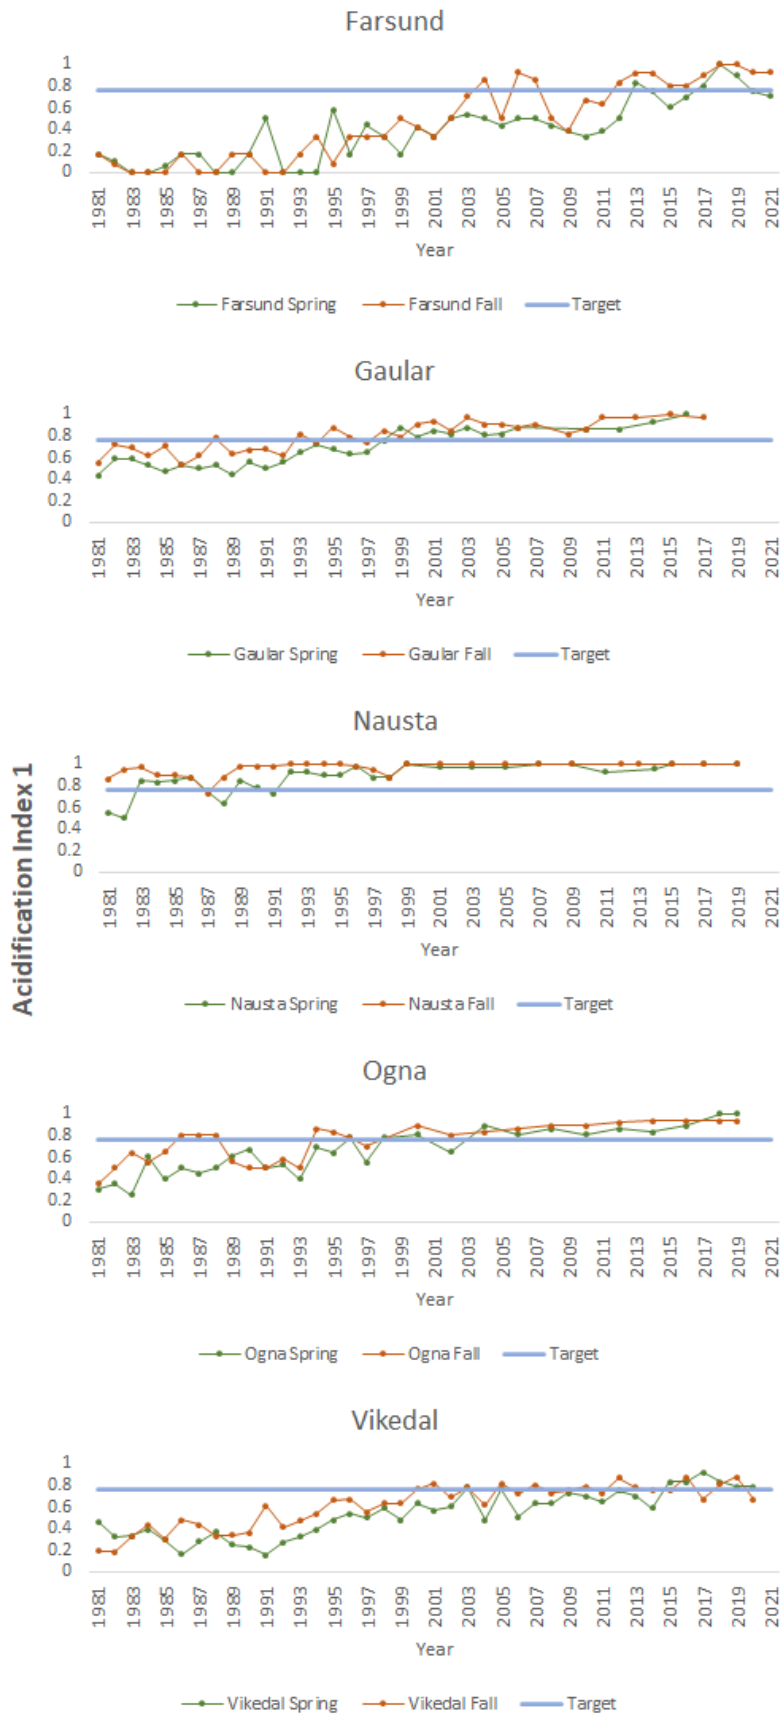 Farsund
1
0.8
0.6
0.4
0.2
0
1981 1983 1985 1987 1989 1991 1993 1995 1997 1999 2001 2003 2005 2007 2009 2011 2013 2015 2017 2019 2021
Year
Farsund Spring Farsund Fall Target
Gaular
1
0.8
0.6
0.4
0.2
0
1981 1983 1985 1987 1989 1991 1993 1995 1997 1999 2001 2003 2005 2007 2009 2011 2013 2015 2017 2019 2021
Year
Gaular Spring Gaular Fall Target
Acidification Index 1
Nausta
1
0.8
0.6
0.4
0.2
0
1981 1983 1985 1987 1989 1991 1993 1995 1997 1999 2001 2003 2005 2007 2009 2011 2013 2015 2017 2019 2021
Year
Nausta Spring Nausta Fall Target
Ogna
1
0.8
0.6
0.4
0.2
0
1981 1983 1985 1987 1989 1991 1993 1995 1997 1999 2001 2003 2005 2007 2009 2011 2013 2015 2017 2019 2021
Year
Ogna Spring Ogna Fall Target
Vikedal
1
0.8
0.6
0.4
0.2
0
1981 1983 1985 1987 1989 1991 1993 1995 1997 1999 2001 2003 2005 2007 2009 2011 2013 2015 2017 2019 2021
Year
Vikedal Spring Vikedal Fall Target